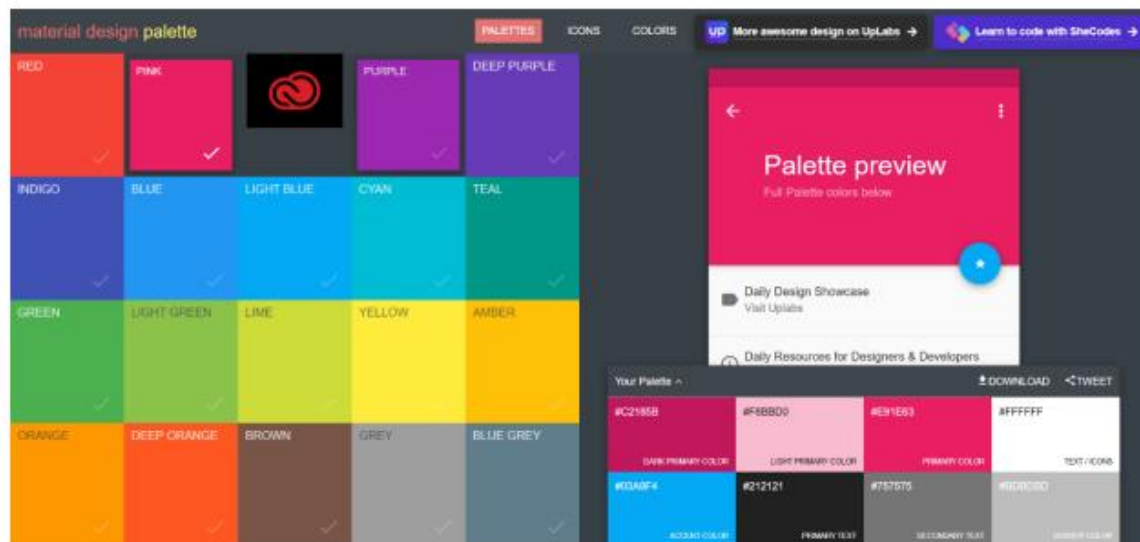 material design palette
PALETTES
ICONS
COLORS
UP More awesome design on UpLabs →
Learn to code with SheCodes →
RED
PINK
PURPLE
DEEP PURPLE
INDIGO
BLUE
LIGHT BLUE
CYAN
TEAL
GREEN
LIGHT GREEN
LIME
YELLOW
AMBER
ORANGE
DEEP ORANGE
BROWN
GREY
BLUE GREY
Palette preview
Full Palette colors below
Daily Design Showcase
Visit Uplabs
Daily Resources for Designers & Developers
Your Palette
DOWNLOAD
TWEET
#C2185B
DARK PRIMARY COLOR
#F8BBD0
LIGHT PRIMARY COLOR
#E91E63
PRIMARY COLOR
#FFFFFF
TEXT / ICONS
#03A9F4
ACCENT COLOR
#212121
PRIMARY TEXT
#757575
SECONDARY TEXT
#BDBDBD
DIVIDER COLOR